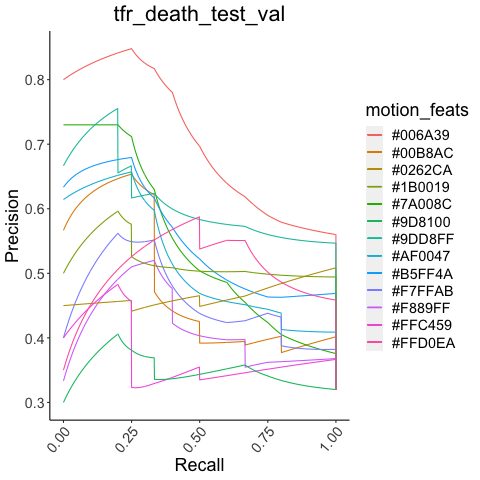 tfr_death_test_val
Precision
0.8
0.7
0.6
0.5
0.4
0.3
0.00
0.25
0.50
0.75
1.00
Recall
motion_feats
#006A39
#00B8AC
#0262CA
#1B0019
#7A008C
#9D8100
#9DD8FF
#AF0047
#B5FF4A
#F7FFAB
#F889FF
#FFC459
#FFD0EA